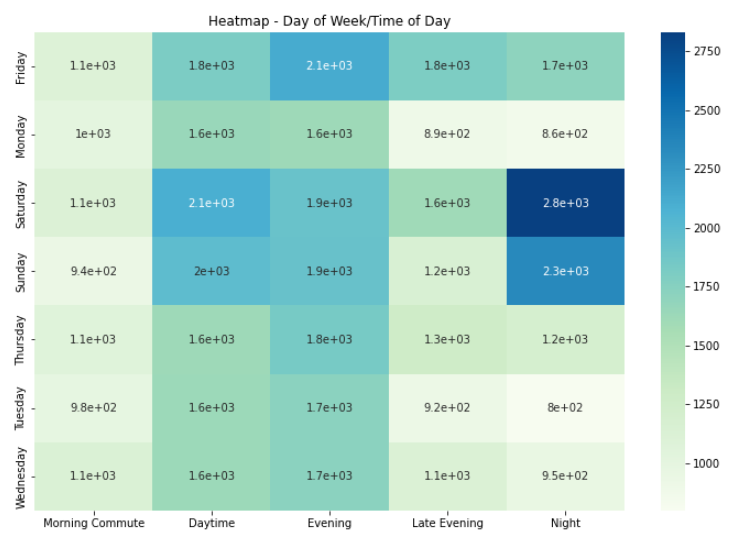 Heatmap - Day of Week/Time of Day
Friday 1.1e+03 1.8e+03 2.1e+03 1.8e+03 1.7e+03
Monday 1e+03 1.6e+03 1.6e+03 8.9e+02 8.6e+02
Saturday 1.1e+03 2.1e+03 1.9e+03 1.6e+03 2.8e+03
Sunday 9.4e+02 2e+03 1.9e+03 1.2e+03 2.3e+03
Thursday 1.1e+03 1.6e+03 1.8e+03 1.3e+03 1.2e+03
Tuesday 9.8e+02 1.6e+03 1.7e+03 9.2e+02 8e+02
Wednesday 1.1e+03 1.6e+03 1.7e+03 1.1e+03 9.5e+02
Morning Commute Daytime Evening Late Evening Night
2750
2500
2250
2000
1750
1500
1250
1000